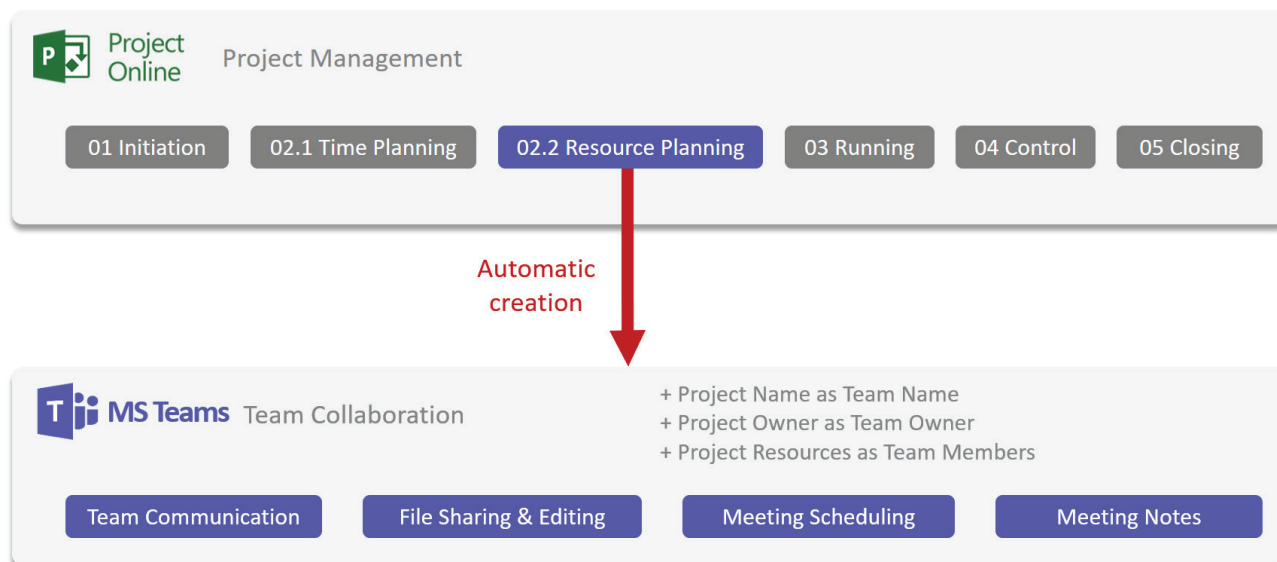 P
Project
Online
Project Management
01 Initiation
02.1 Time Planning
02.2 Resource Planning
03 Running
04 Control
05 Closing
Automatic
creation
T
MS Teams
Team Collaboration
+ Project Name as Team Name
+ Project Owner as Team Owner
+ Project Resources as Team Members
Team Communication
File Sharing & Editing
Meeting Scheduling
Meeting Notes